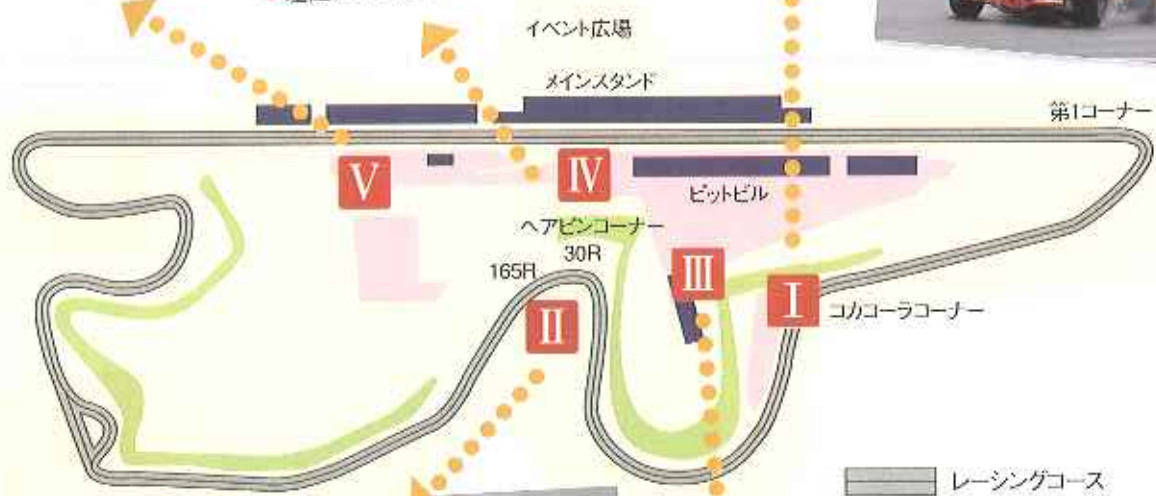 イベント広場
メインスタンド
第1コーナー
V
IV
ピットビル
ヘアピンコーナー
30R
165R
III
I
コカコーラコーナー
II
レーシングコース